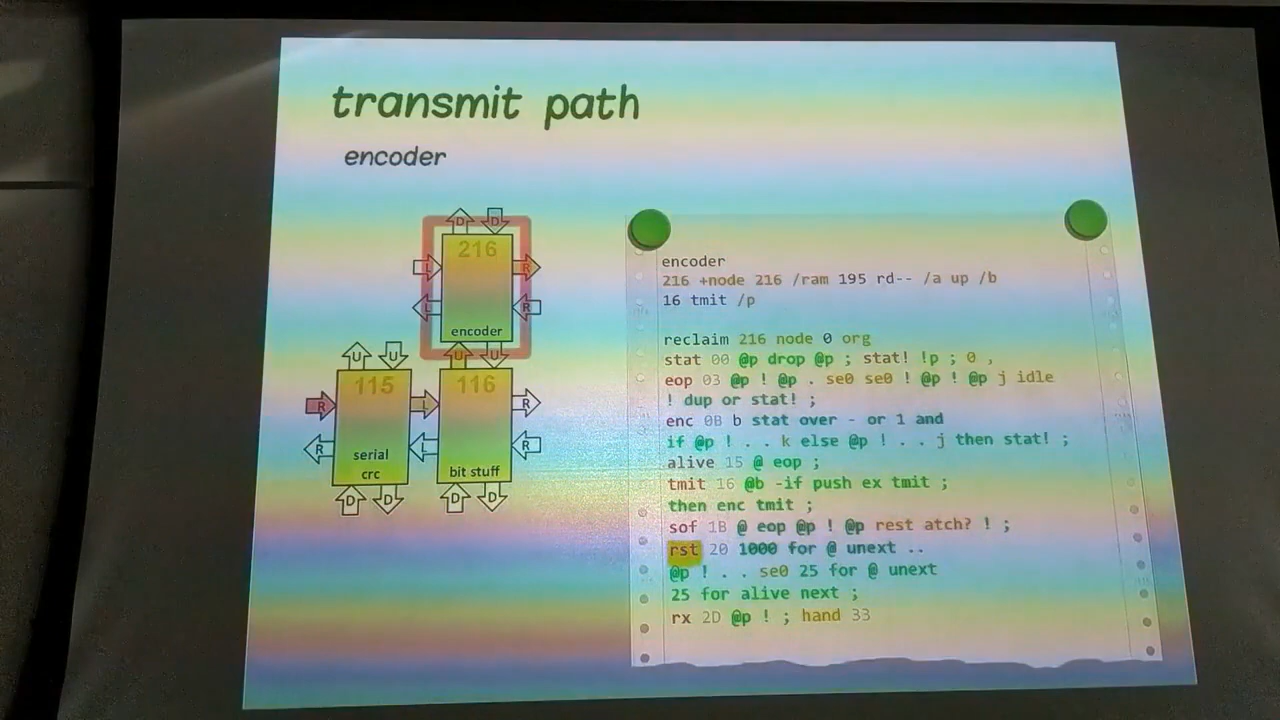 transmit path
encoder
D D
216
L R
L R
encoder
U U
U U
115
116
R L R
serial
crc
R L R
bit stuff
D D D D
encoder
216 +node 216 /ram 195 rd-- /a up /b
16 tmit /p
reclaim 216 node 0 org
stat 00 @p drop @p ; stat! !p ; 0 ,
eop 03 @p ! @p . se0 se0 ! @p ! @p j idle
! dup or stat! ;
enc 0B b stat over - or 1 and
if @p ! . . k else @p ! . . j then stat! ;
alive 15 @ eop ;
tmit 16 @b -if push ex tmit ;
then enc tmit ;
sof 1B @ eop @p ! @p rest atch? ! ;
rst 20 1000 for @ unext ..
@p ! . . se0 25 for @ unext
25 for alive next ;
rx 2D @p ! ; hand 33